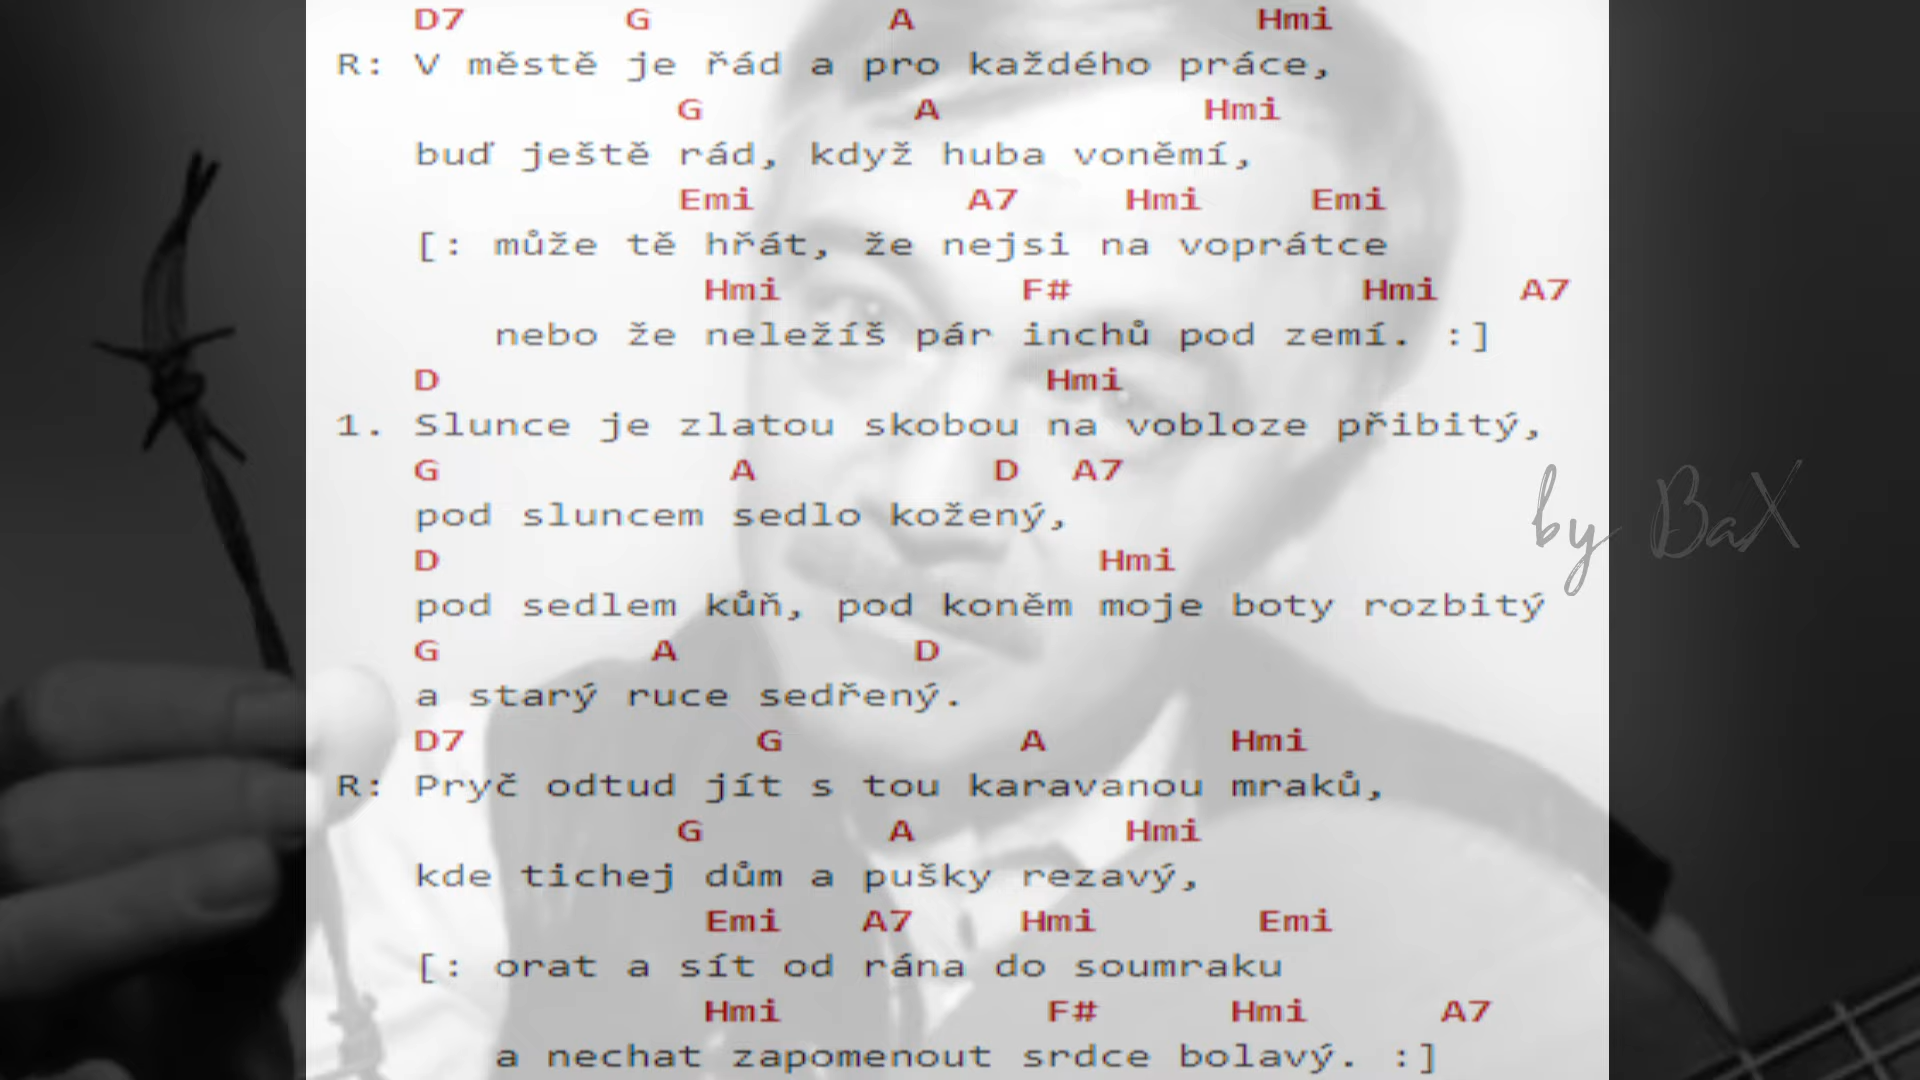 D7 G A Hmi
R: V městě je řád a pro každého práce,
G A Hmi
buď ještě rád, když huba voněmí,
Emi A7 Hmi Emi
[: může tě hřát, že nejsi na voprátce
Hmi F# Hmi A7
nebo že neležíš pár inchů pod zemí. :]
D Hmi
1. Slunce je zlatou skobou na vobloze přibitý,
G A D A7
pod sluncem sedlo kožený,
D Hmi
pod sedlem kůň, pod koněm moje boty rozbitý
G A D
a starý ruce sedřený.
D7 G A Hmi
R: Pryč odtud jít s tou karavanou mraků,
G A Hmi
kde tichej dům a pušky rezavý,
Emi A7 Hmi Emi
[: orat a sít od rána do soumraku
Hmi F# Hmi A7
a nechat zapomenout srdce bolavý. :]
by BaX